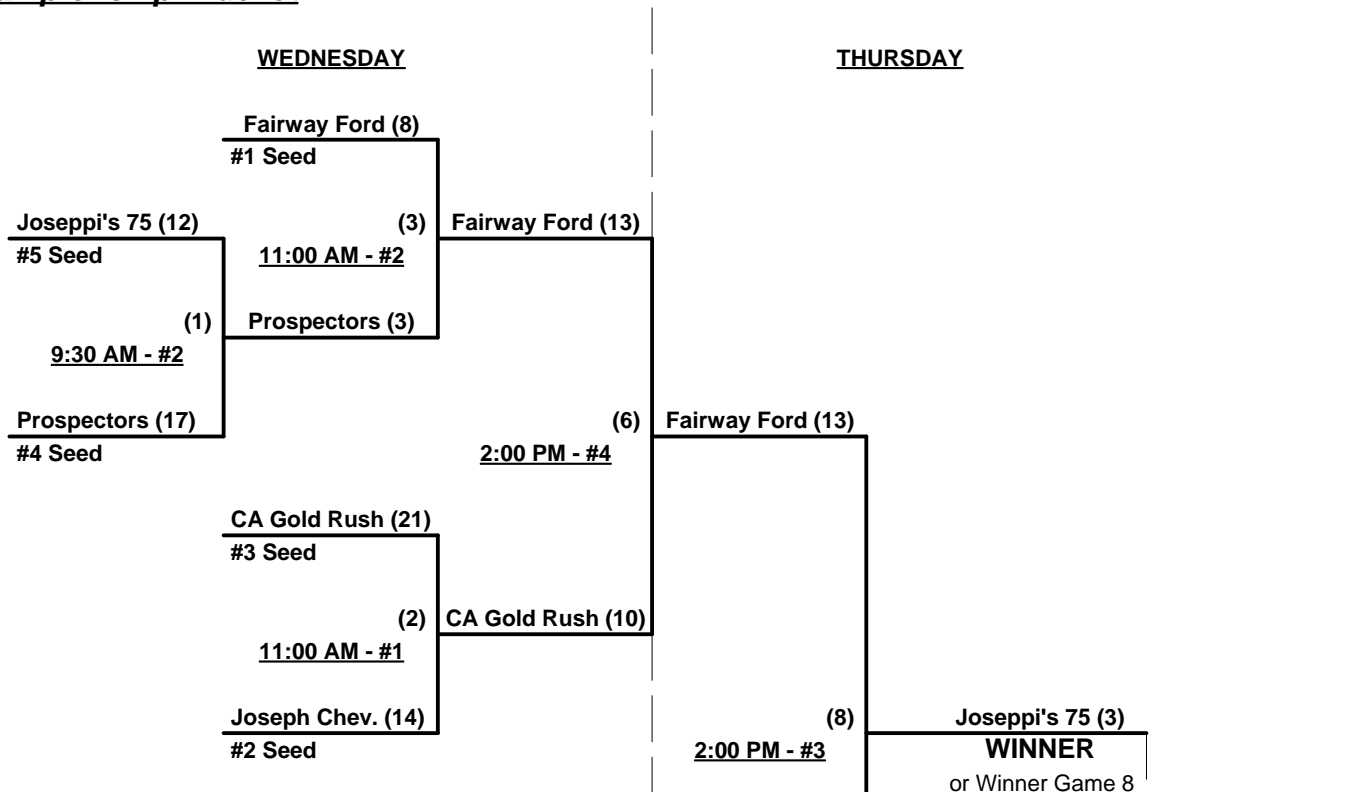 WEDNESDAY
THURSDAY
Fairway Ford (8)
#1 Seed
Joseppi's 75 (12)
(3)
Fairway Ford (13)
#5 Seed
11:00 AM - #2
(1)
Prospectors (3)
9:30 AM - #2
Prospectors (17)
(6)
Fairway Ford (13)
#4 Seed
2:00 PM - #4
CA Gold Rush (21)
#3 Seed
(2)
CA Gold Rush (10)
11:00 AM - #1
Joseph Chev. (14)
(8)
Joseppi's 75 (3)
#2 Seed
2:00 PM - #3
WINNER
or Winner Game 8